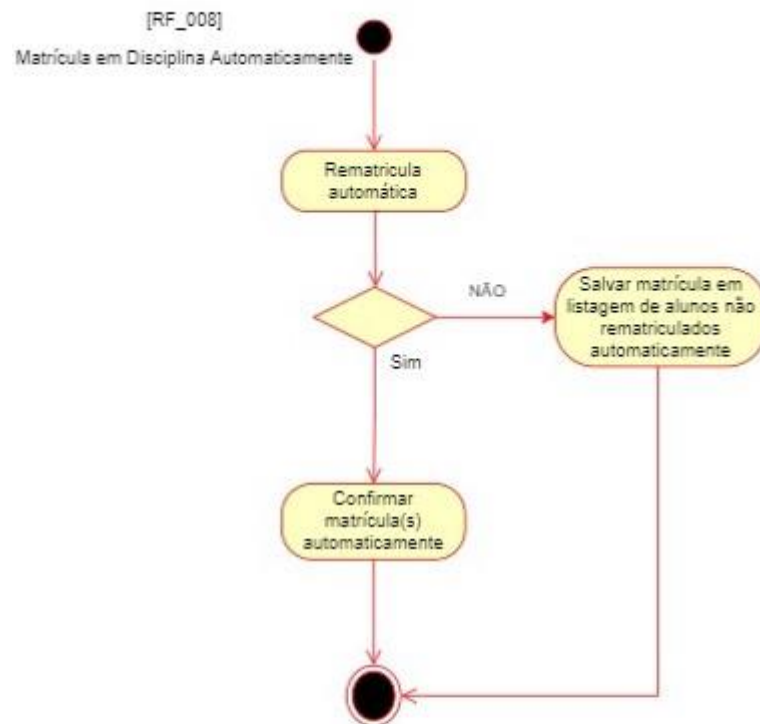 [RF_008]
Matrícula em Disciplina Automaticamente
Rematricula
automática
NÃO
Salvar matrícula em
listagem de alunos não
rematriculados
automaticamente
Sim
Confirmar
matrícula(s)
automaticamente